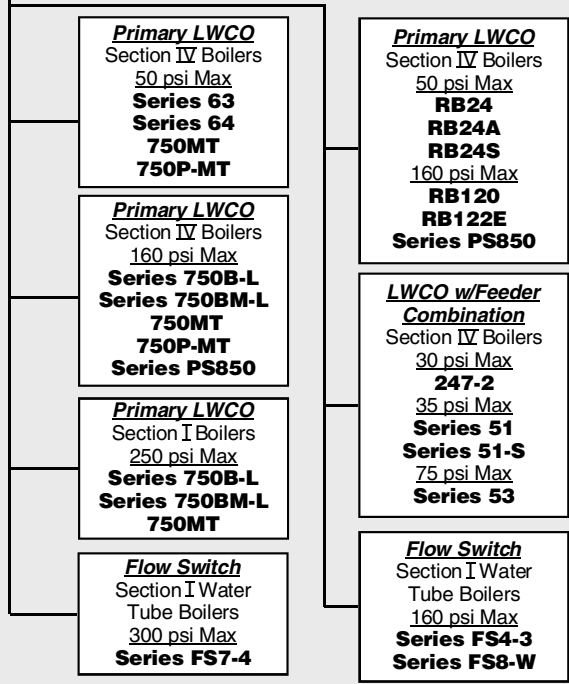 Primary LWCO
Section IV Boilers
50 psi Max
Series 63
Series 64
750MT
750P-MT
Primary LWCO
Section IV Boilers
160 psi Max
Series 750B-L
Series 750BM-L
750MT
750P-MT
Series PS850
Primary LWCO
Section I Boilers
250 psi Max
Series 750B-L
Series 750BM-L
750MT
Flow Switch
Section I Water
Tube Boilers
300 psi Max
Series FS7-4
Primary LWCO
Section IV Boilers
50 psi Max
RB24
RB24A
RB24S
160 psi Max
RB120
RB122E
Series PS850
LWCO w/Feeder
Combination
Section IV Boilers
30 psi Max
247-2
35 psi Max
Series 51
Series 51-S
75 psi Max
Series 53
Flow Switch
Section I Water
Tube Boilers
160 psi Max
Series FS4-3
Series FS8-W